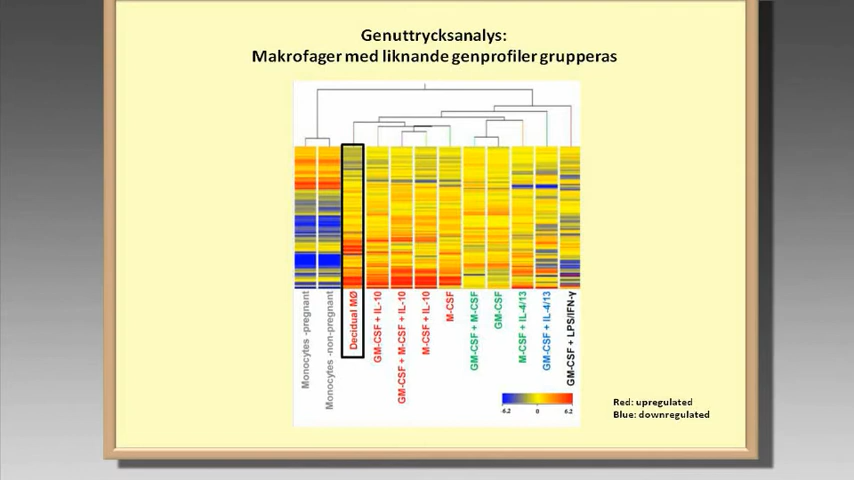 Genuttrycksanalys:
Makrofager med liknande genprofiler grupperas
Monocytes -pregnant
Monocytes -non-pregnant
Decidual MØ
GM-CSF + IL-10
GM-CSF + M-CSF + IL-10
M-CSF + IL-10
M-CSF
GM-CSF + M-CSF
GM-CSF
M-CSF + IL-4/13
GM-CSF + IL-4/13
GM-CSF + LPS/IFN-γ
-6.2 0 6.2
Red: upregulated
Blue: downregulated